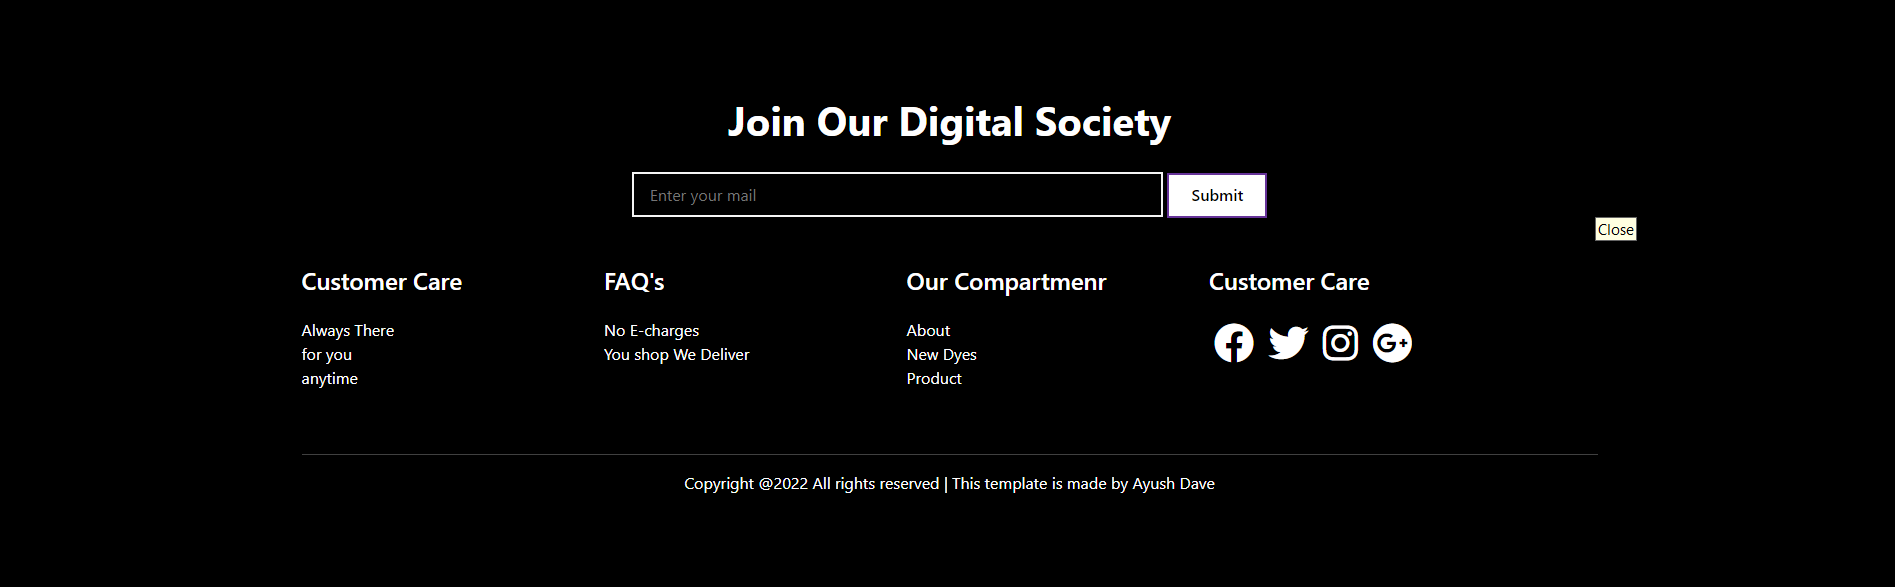 Join Our Digital Society
Enter your mail
Submit
Close
Customer Care
Always There
for you
anytime
FAQ's
No E-charges
You shop We Deliver
Our Compartmenr
About
New Dyes
Product
Customer Care
G+
Copyright @2022 All rights reserved | This template is made by Ayush Dave